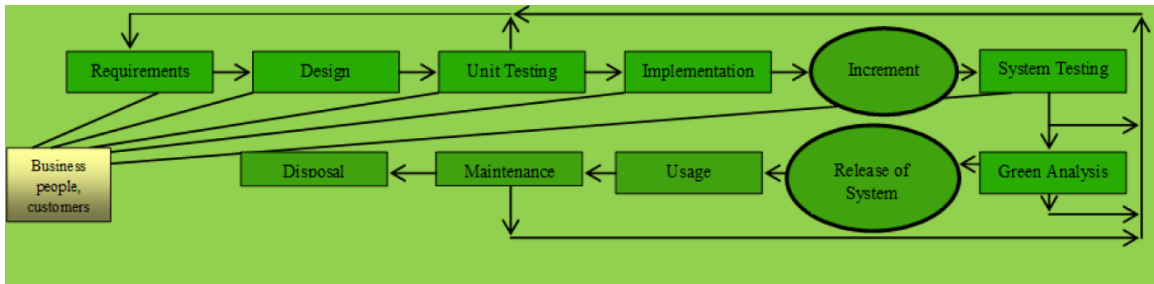 Requirements
Design
Unit Testing
Implementation
Increment
System Testing
Business
people,
customers
Disposal
Maintenance
Usage
Release of
System
Green Analysis